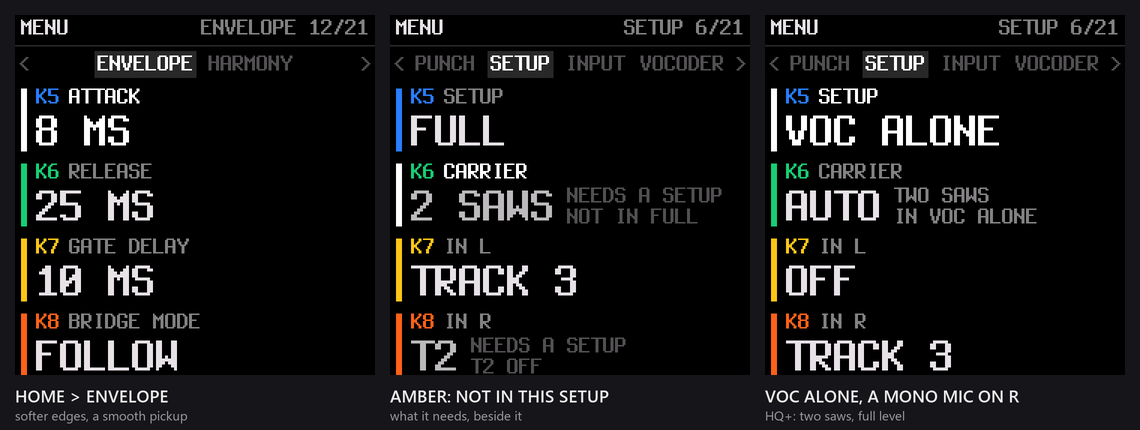 MENU ENVELOPE 12/21
< ENVELOPE HARMONY >
K5 ATTACK
8 MS
K6 RELEASE
25 MS
K7 GATE DELAY
10 MS
K8 BRIDGE MODE
FOLLOW
HOME > ENVELOPE
softer edges, a smooth pickup
MENU SETUP 6/21
< PUNCH SETUP INPUT VOCODER >
K5 SETUP
FULL
K6 CARRIER
2 SAWS
NEEDS A SETUP
NOT IN FULL
K7 IN L
TRACK 3
K8 IN R
T2
NEEDS A SETUP
T2 OFF
AMBER: NOT IN THIS SETUP
what it needs, beside it
MENU SETUP 6/21
< PUNCH SETUP INPUT VOCODER >
K5 SETUP
VOC ALONE
K6 CARRIER
AUTO
TWO SAWS
IN VOC ALONE
K7 IN L
OFF
K8 IN R
TRACK 3
VOC ALONE, A MONO MIC ON R
HQ+: two saws, full level